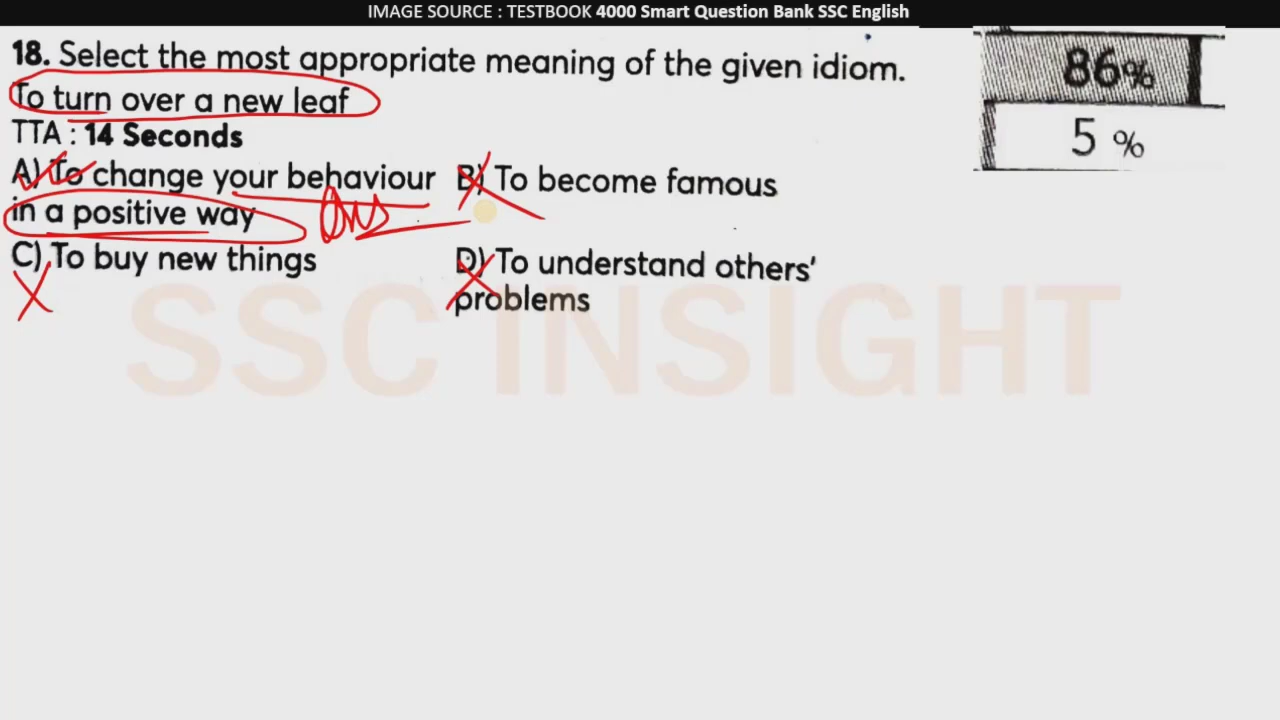 IMAGE SOURCE : TESTBOOK 4000 Smart Question Bank SSC English
18. Select the most appropriate meaning of the given idiom.
To turn over a new leaf
TTA : 14 Seconds
A) To change your behaviour
in a positive way
B) To become famous
C) To buy new things
D) To understand others'
problems
Ans
86%
5 %
SSC INSIGHT